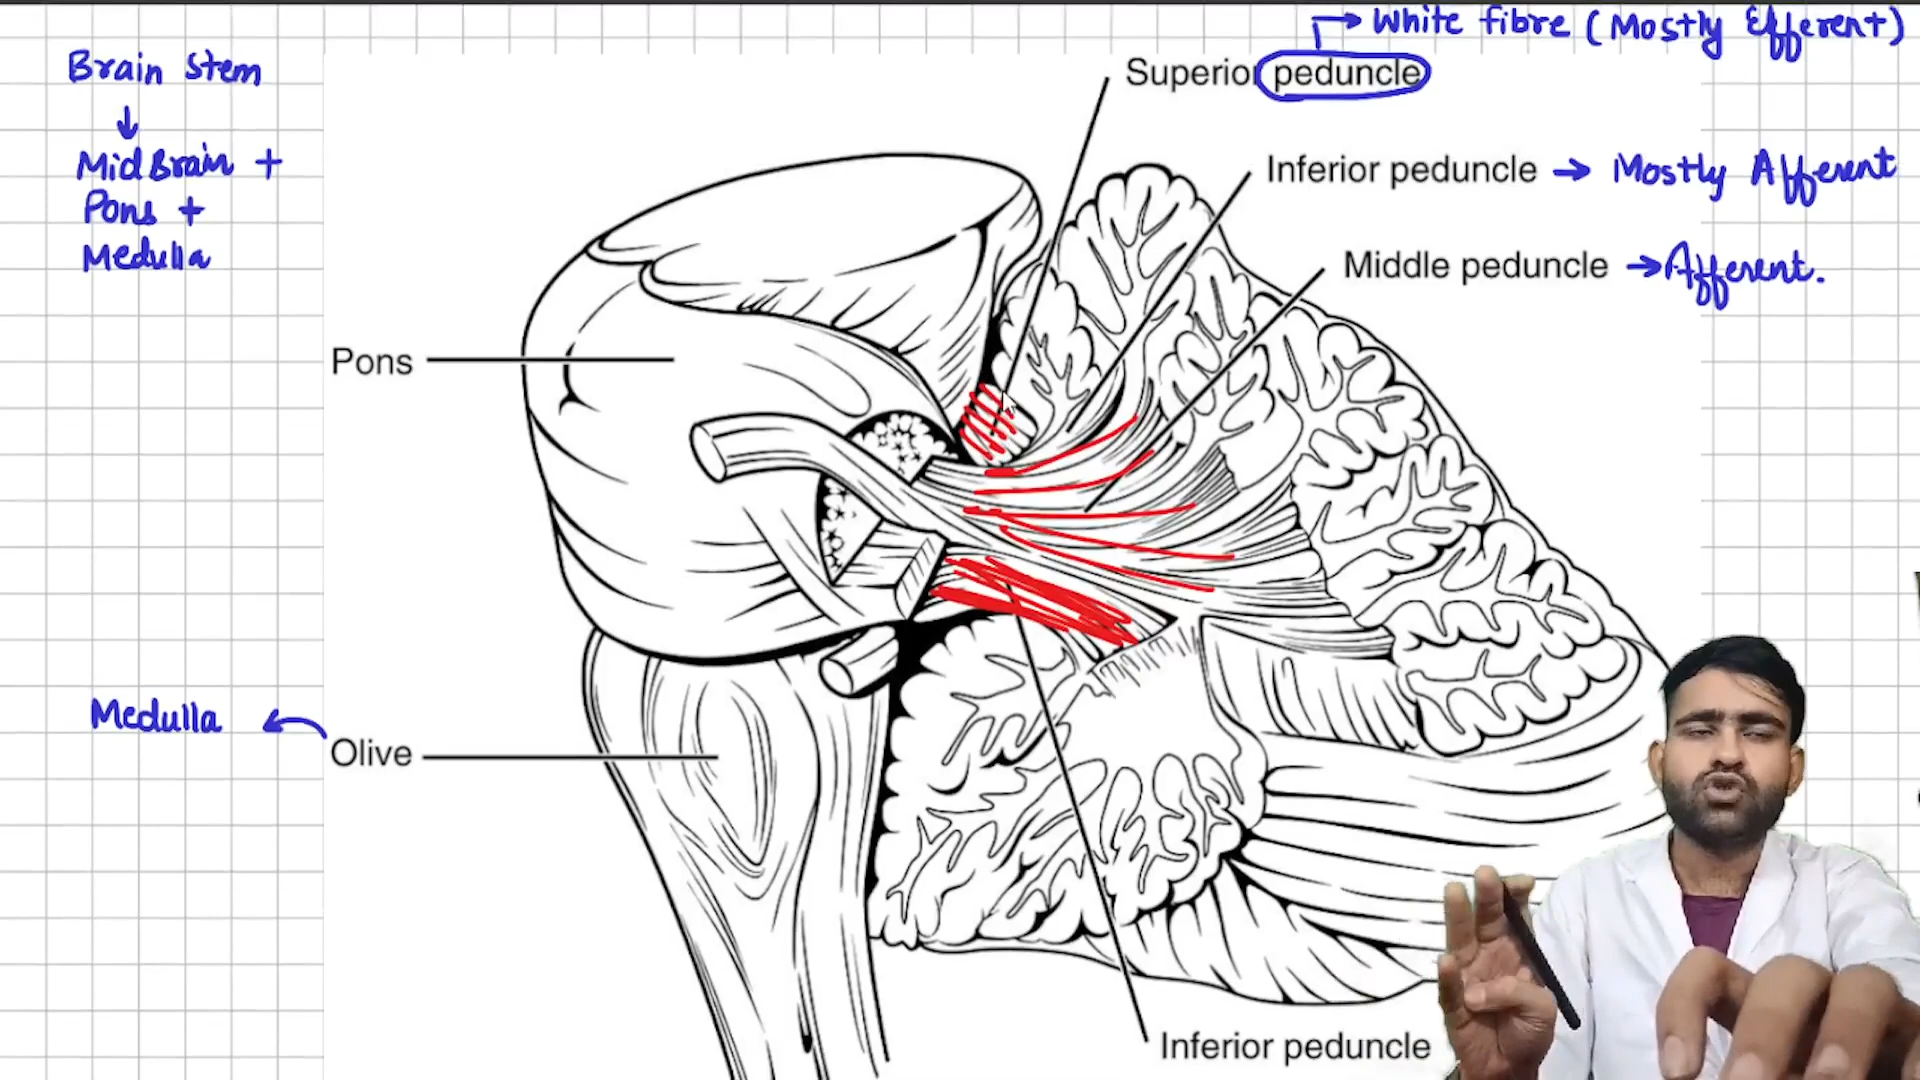 White fibre (Mostly Efferent)
Superior peduncle
Brain Stem
Mid Brain +
Pons +
Medulla
Inferior peduncle → Mostly Afferent
Middle peduncle → Afferent.
Pons
Medulla
Olive
Inferior peduncle